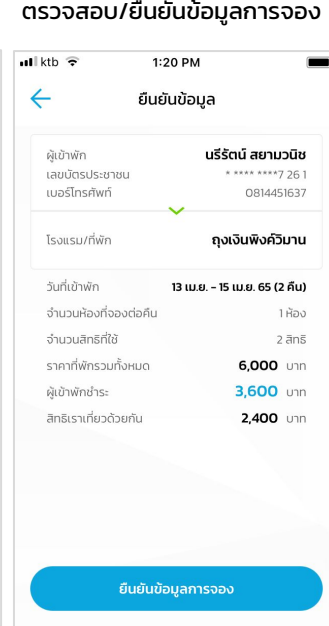 ตรวจสอบ/ยืนยันข้อมูลการจอง
ktb 1:20 PM
ยืนยันข้อมูล
ผู้เข้าพัก นรีรัตน์ สยามวนิช
เลขบัตรประชาชน * **** ****7 26 1
เบอร์โทรศัพท์ 0814451637
โรงแรม/ที่พัก ถุงเงินพิงค์วิมาน
วันที่เข้าพัก 13 เม.ย. - 15 เม.ย. 65 (2 คืน)
จำนวนห้องที่จองต่อคืน 1 ห้อง
จำนวนสิทธิที่ใช้ 2 สิทธิ
ราคาที่พักรวมทั้งหมด 6,000 บาท
ผู้เข้าพักชำระ 3,600 บาท
สิทธิเราเที่ยวด้วยกัน 2,400 บาท
ยืนยันข้อมูลการจอง